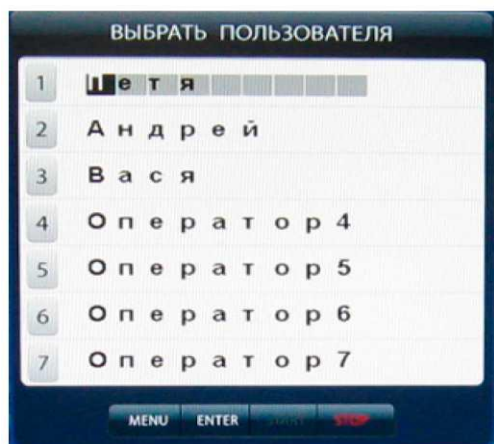 ВЫБРАТЬ ПОЛЬЗОВАТЕЛЯ
1 Петя
2 Андрей
3 Вася
4 Оператор4
5 Оператор5
6 Оператор6
7 Оператор7
MENU ENTER START STOP